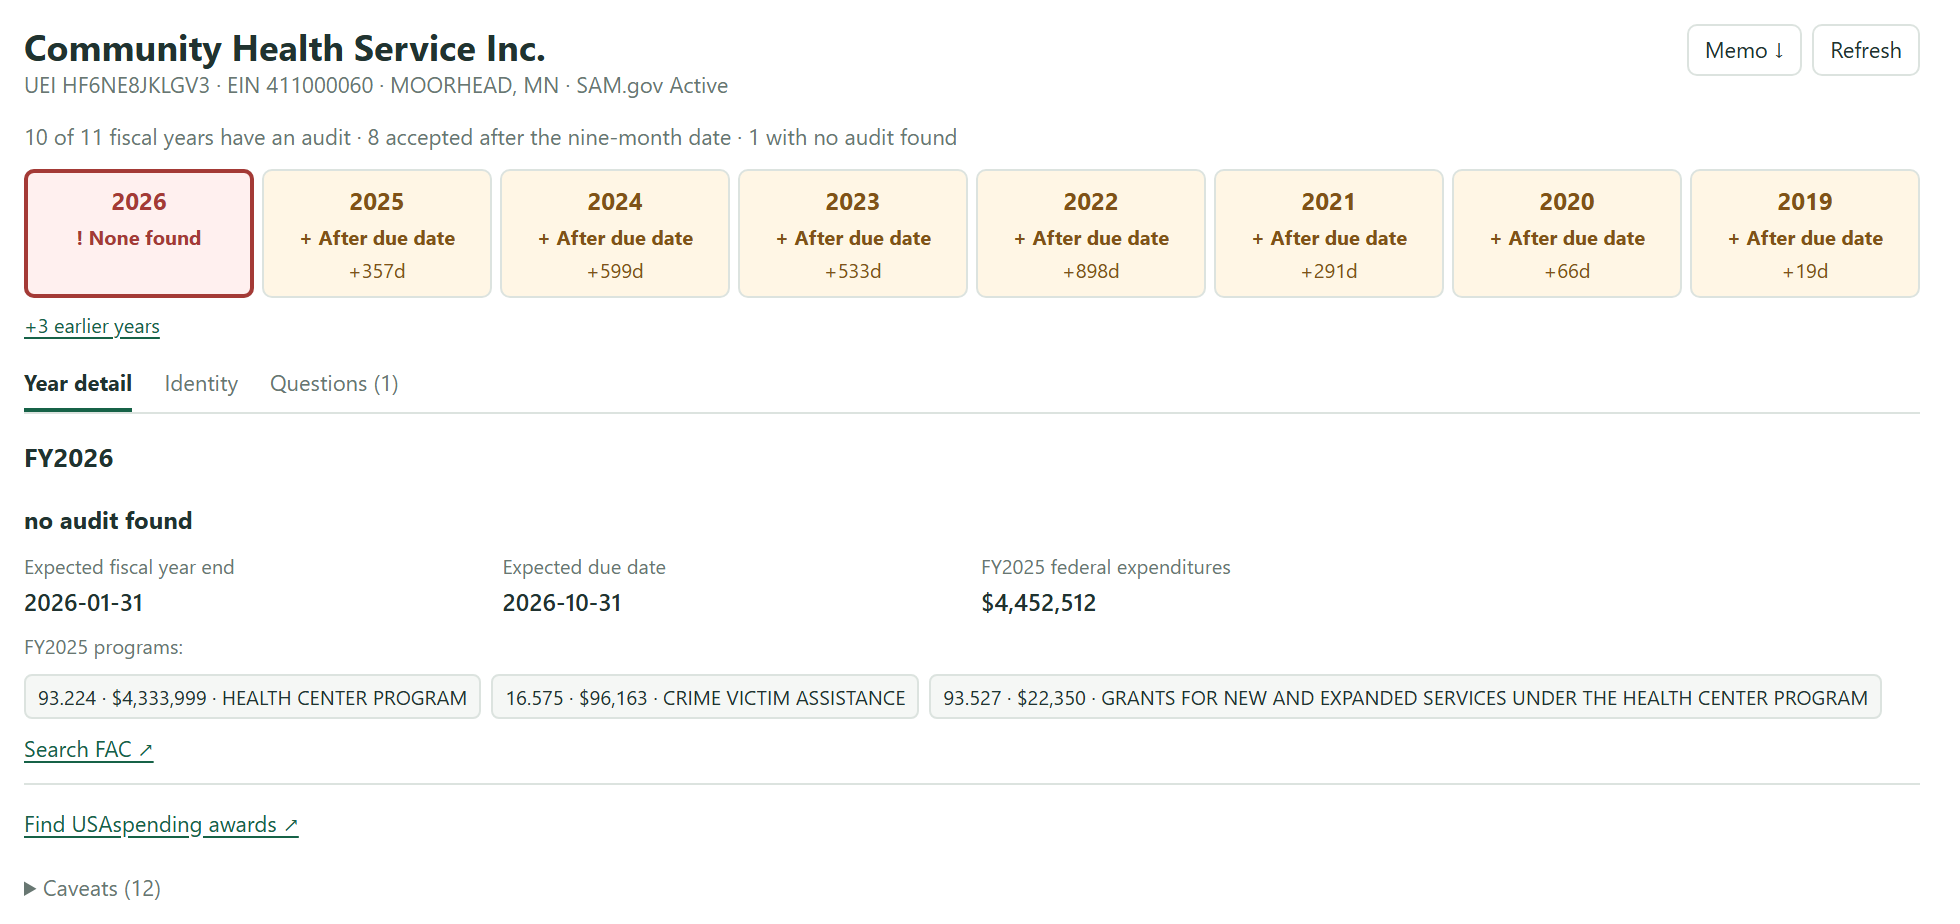 Community Health Service Inc.
Memo ↓
Refresh
UEI HF6NE8JKLGV3 · EIN 411000060 · MOORHEAD, MN · SAM.gov Active
10 of 11 fiscal years have an audit · 8 accepted after the nine-month date · 1 with no audit found
2026
! None found
2025
+ After due date
+357d
2024
+ After due date
+599d
2023
+ After due date
+533d
2022
+ After due date
+898d
2021
+ After due date
+291d
2020
+ After due date
+66d
2019
+ After due date
+19d
+3 earlier years
Year detail
Identity
Questions (1)
FY2026
no audit found
Expected fiscal year end
2026-01-31
Expected due date
2026-10-31
FY2025 federal expenditures
$4,452,512
FY2025 programs:
93.224 · $4,333,999 · HEALTH CENTER PROGRAM
16.575 · $96,163 · CRIME VICTIM ASSISTANCE
93.527 · $22,350 · GRANTS FOR NEW AND EXPANDED SERVICES UNDER THE HEALTH CENTER PROGRAM
Search FAC ↗
Find USAspending awards ↗
▶ Caveats (12)